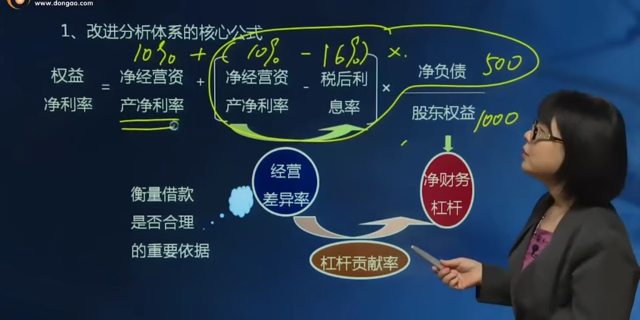 www.dongao.com
1、改进分析体系的核心公式
10% + (10% - 16%) ×
权益净利率 = 净经营资产净利率 + [净经营资产净利率 - 税后利息率] × 净负债 500
股东权益 1000
衡量借款
是否合理
的重要依据
经营
差异率
净财务
杠杆
杠杆贡献率